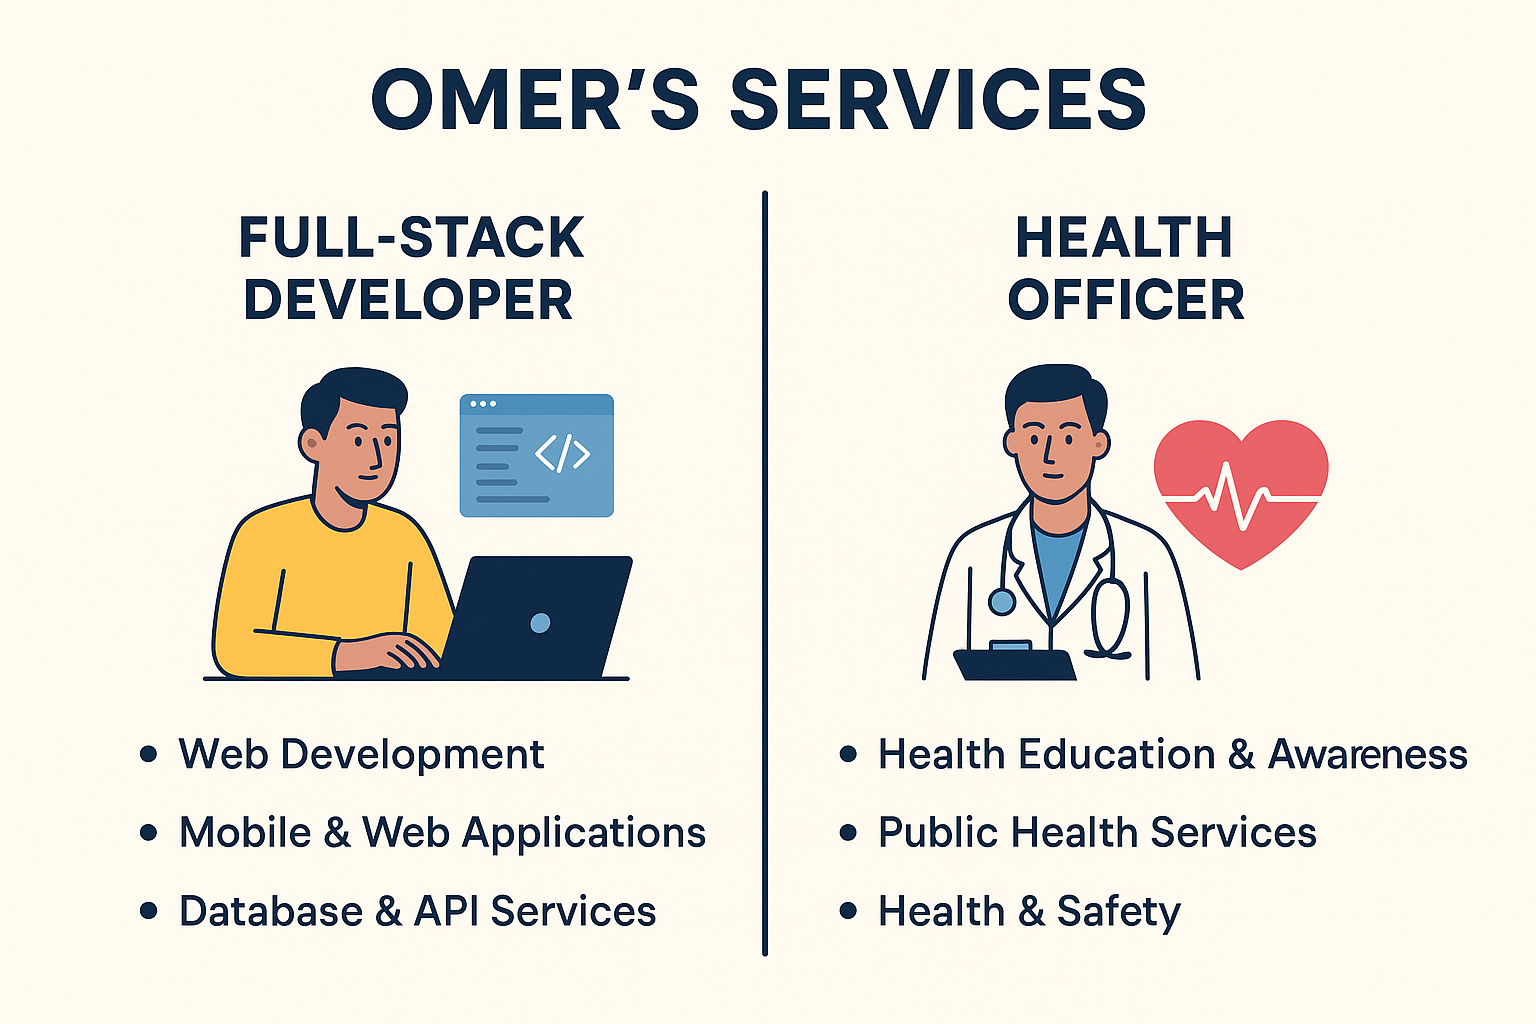 OMER’S SERVICES
FULL-STACK
DEVELOPER
</>
• Web Development
• Mobile & Web Applications
• Database & API Services
HEALTH
OFFICER
• Health Education & Awareness
• Public Health Services
• Health & Safety